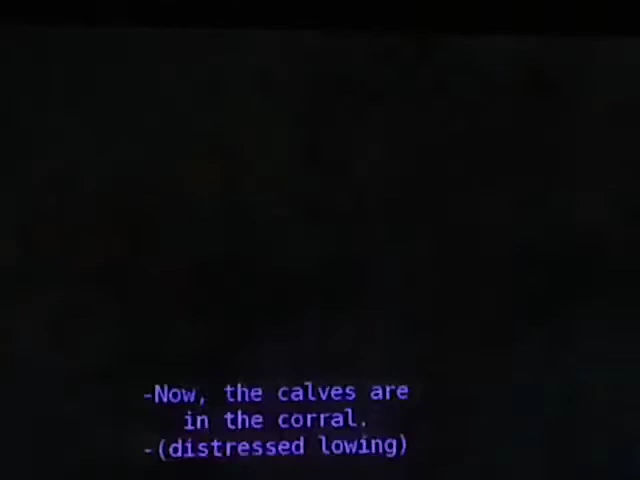 -Now, the calves are
in the corral.
-(distressed lowing)